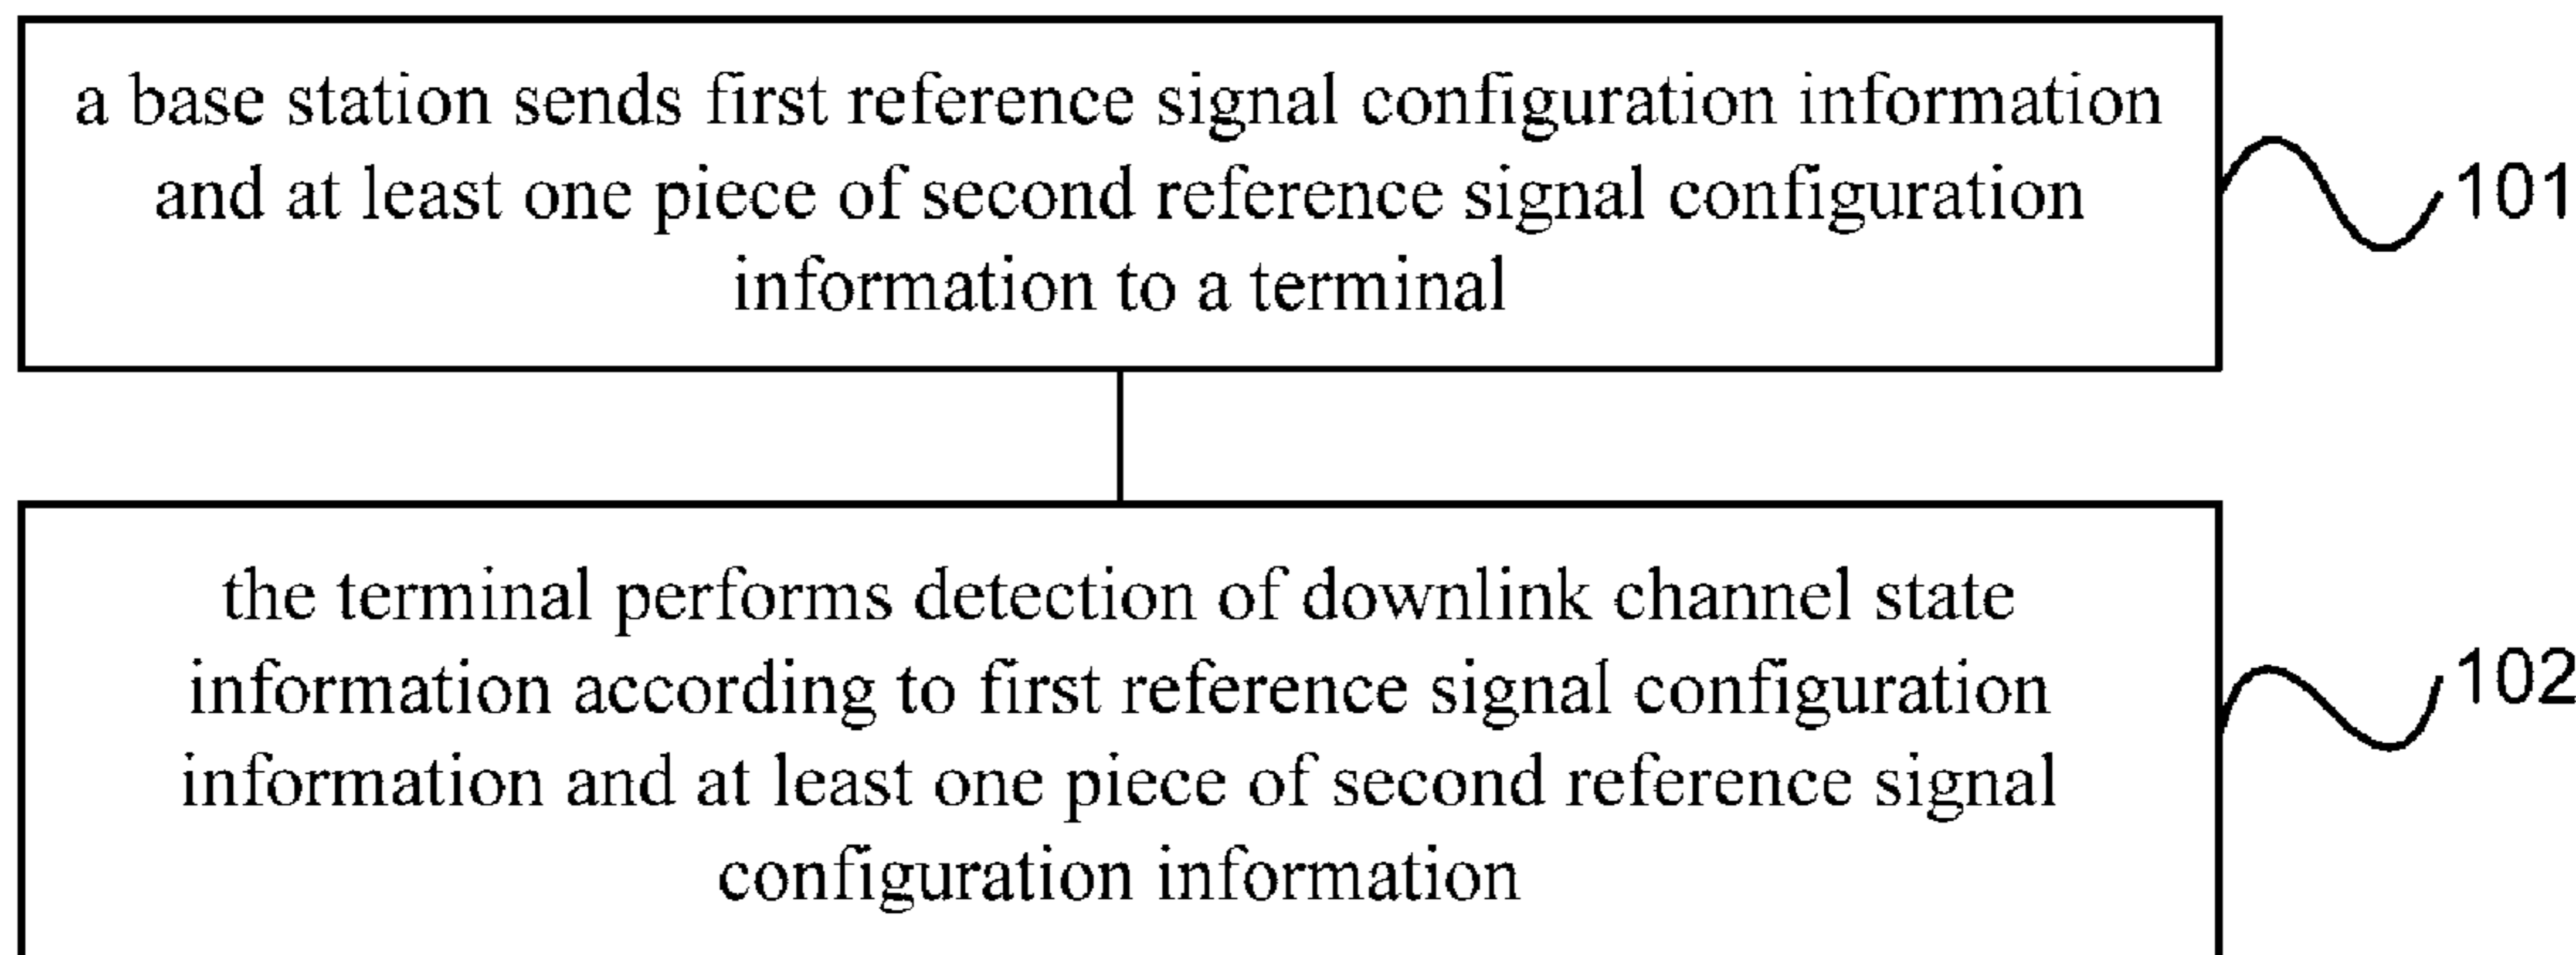 a base station sends first reference signal configuration information
and at least one piece of second reference signal configuration
information to a terminal
101
the terminal performs detection of downlink channel state
information according to first reference signal configuration
information and at least one piece of second reference signal
configuration information
102